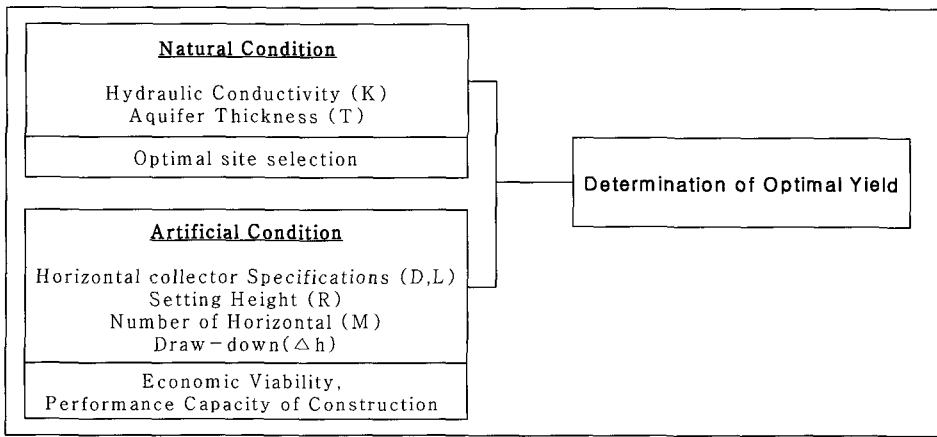 Natural Condition
Hydraulic Conductivity (K)
Aquifer Thickness (T)
Optimal site selection
Determination of Optimal Yield
Artificial Condition
Horizontal collector Specifications (D,L)
Setting Height (R)
Number of Horizontal (M)
Draw-down(△h)
Economic Viability,
Performance Capacity of Construction